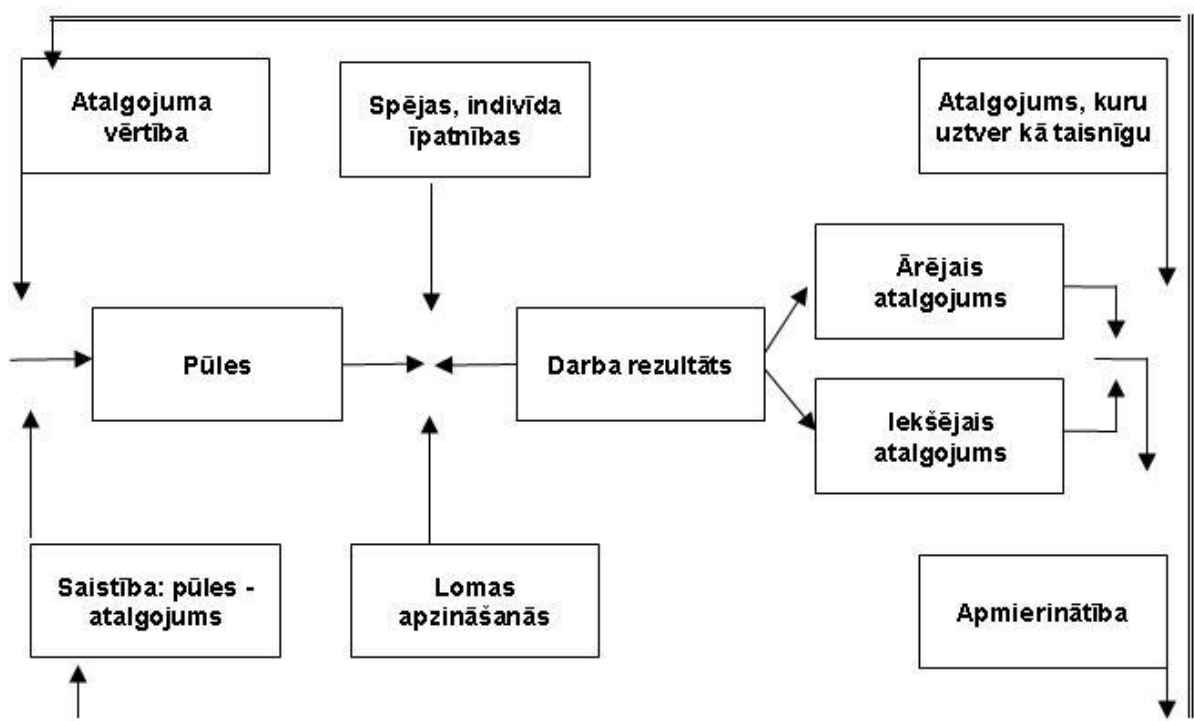 Atalgojuma
vērtība
Spējas, indivīda
īpatnības
Atalgojums, kuru
uztver kā taisnīgu
Ārējais
atalgojums
Pūles
Darba rezultāts
Iekšējais
atalgojums
Saistība: pūles -
atalgojums
Lomas
apzināšanās
Apmierinātība